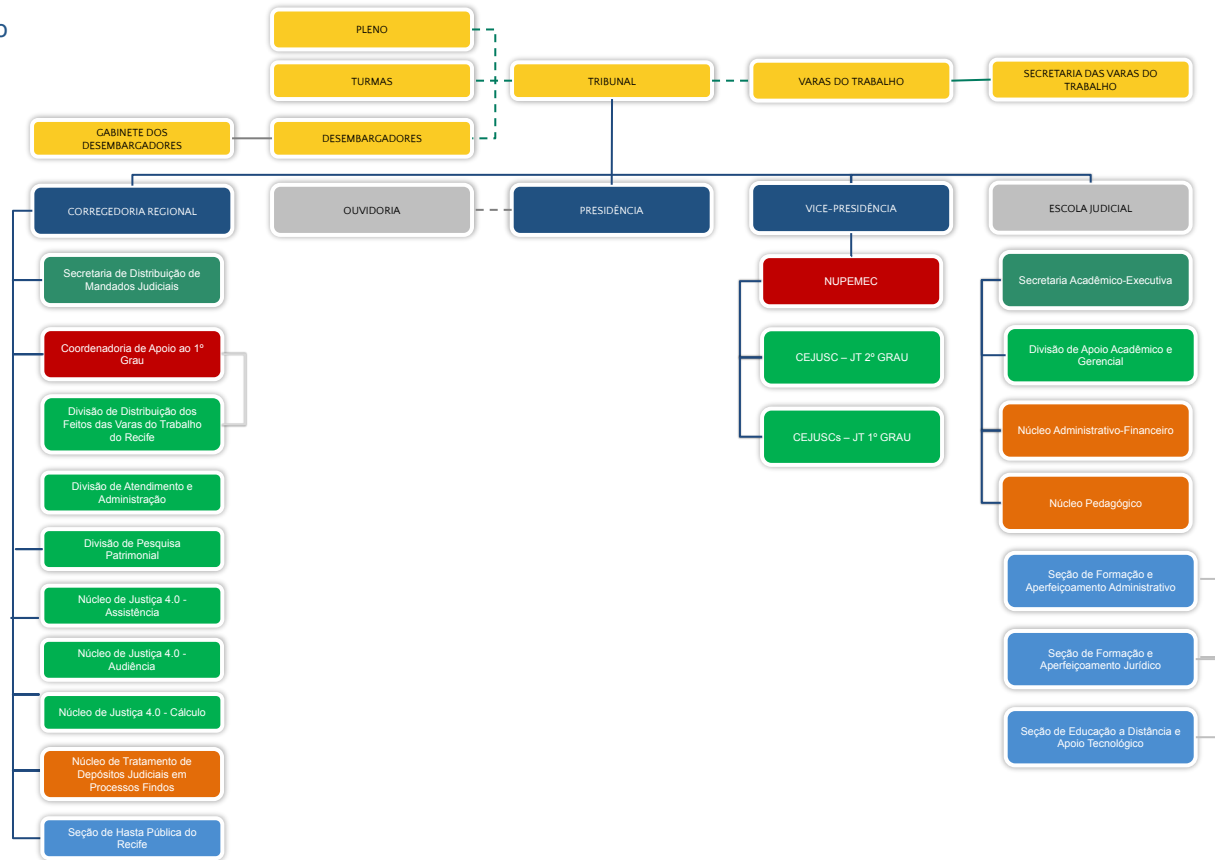 o
PLENO
TURMAS
TRIBUNAL
VARAS DO TRABALHO
SECRETARIA DAS VARAS DO
TRABALHO
GABINETE DOS
DESEMBARGADORES
DESEMBARGADORES
CORREGEDORIA REGIONAL
OUVIDORIA
PRESIDÊNCIA
VICE-PRESIDÊNCIA
ESCOLA JUDICIAL
Secretaria de Distribuição de
Mandados Judiciais
Coordenadoria de Apoio ao 1º
Grau
Divisão de Distribuição dos
Feitos das Varas do Trabalho
do Recife
Divisão de Atendimento e
Administração
Divisão de Pesquisa
Patrimonial
Núcleo de Justiça 4.0 -
Assistência
Núcleo de Justiça 4.0 -
Audiência
Núcleo de Justiça 4.0 - Cálculo
Núcleo de Tratamento de
Depósitos Judiciais em
Processos Findos
Seção de Hasta Pública do
Recife
NUPEMEC
CEJUSC – JT 2º GRAU
CEJUSCs – JT 1º GRAU
Secretaria Acadêmico-Executiva
Divisão de Apoio Acadêmico e
Gerencial
Núcleo Administrativo-Financeiro
Núcleo Pedagógico
Seção de Formação e
Aperfeiçoamento Administrativo
Seção de Formação e
Aperfeiçoamento Jurídico
Seção de Educação a Distância e
Apoio Tecnológico